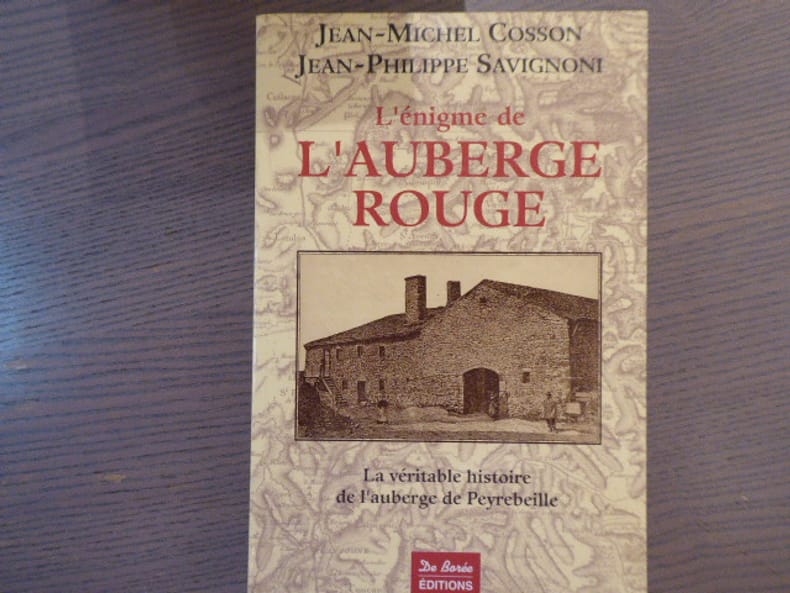 JEAN-MICHEL COSSON
JEAN-PHILIPPE SAVIGNONI
L'énigme de
L'AUBERGE
ROUGE
La véritable histoire
de l'auberge de Peyrebeille
De Borée
ÉDITIONS